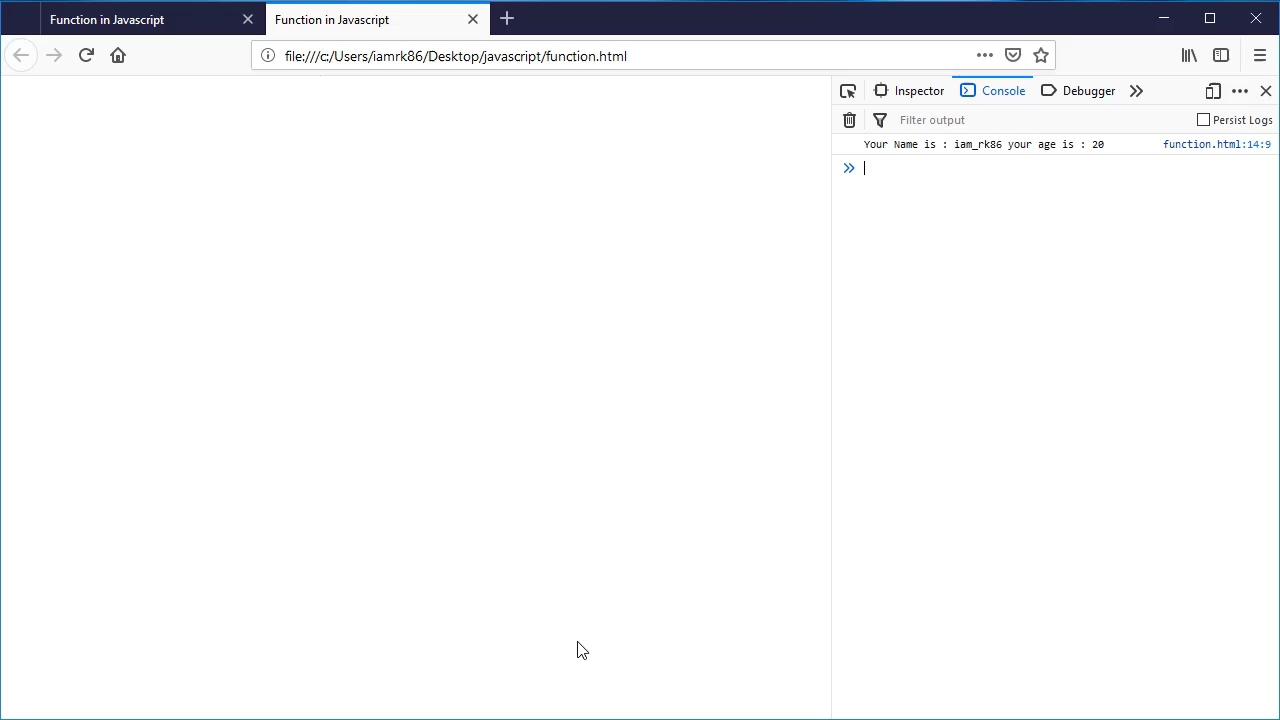 Function in Javascript
Function in Javascript
file:///c:/Users/iamrk86/Desktop/javascript/function.html
Inspector
Console
Debugger
Filter output
Persist Logs
Your Name is : iam_rk86 your age is : 20
function.html:14:9